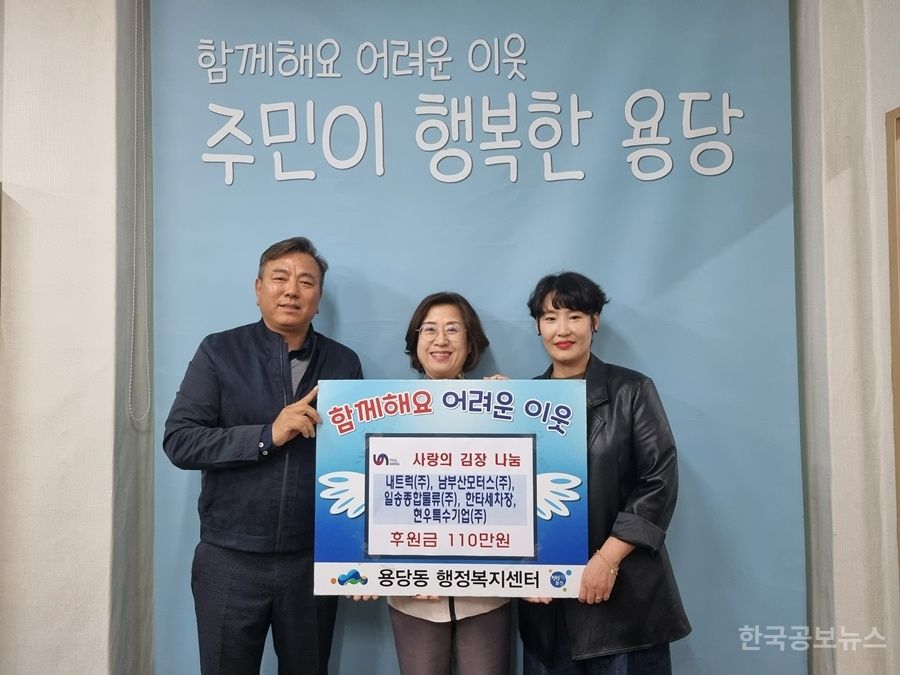 함께해요 어려운 이웃
주민이 행복한 용당
함께해요 어려운 이웃
사랑의 김장 나눔
내트럭(주), 남부산모터스(주),
일송종합물류(주), 한타세차장,
현우특수기업(주)
후원금 110만원
용당동 행정복지센터
한국공보뉴스